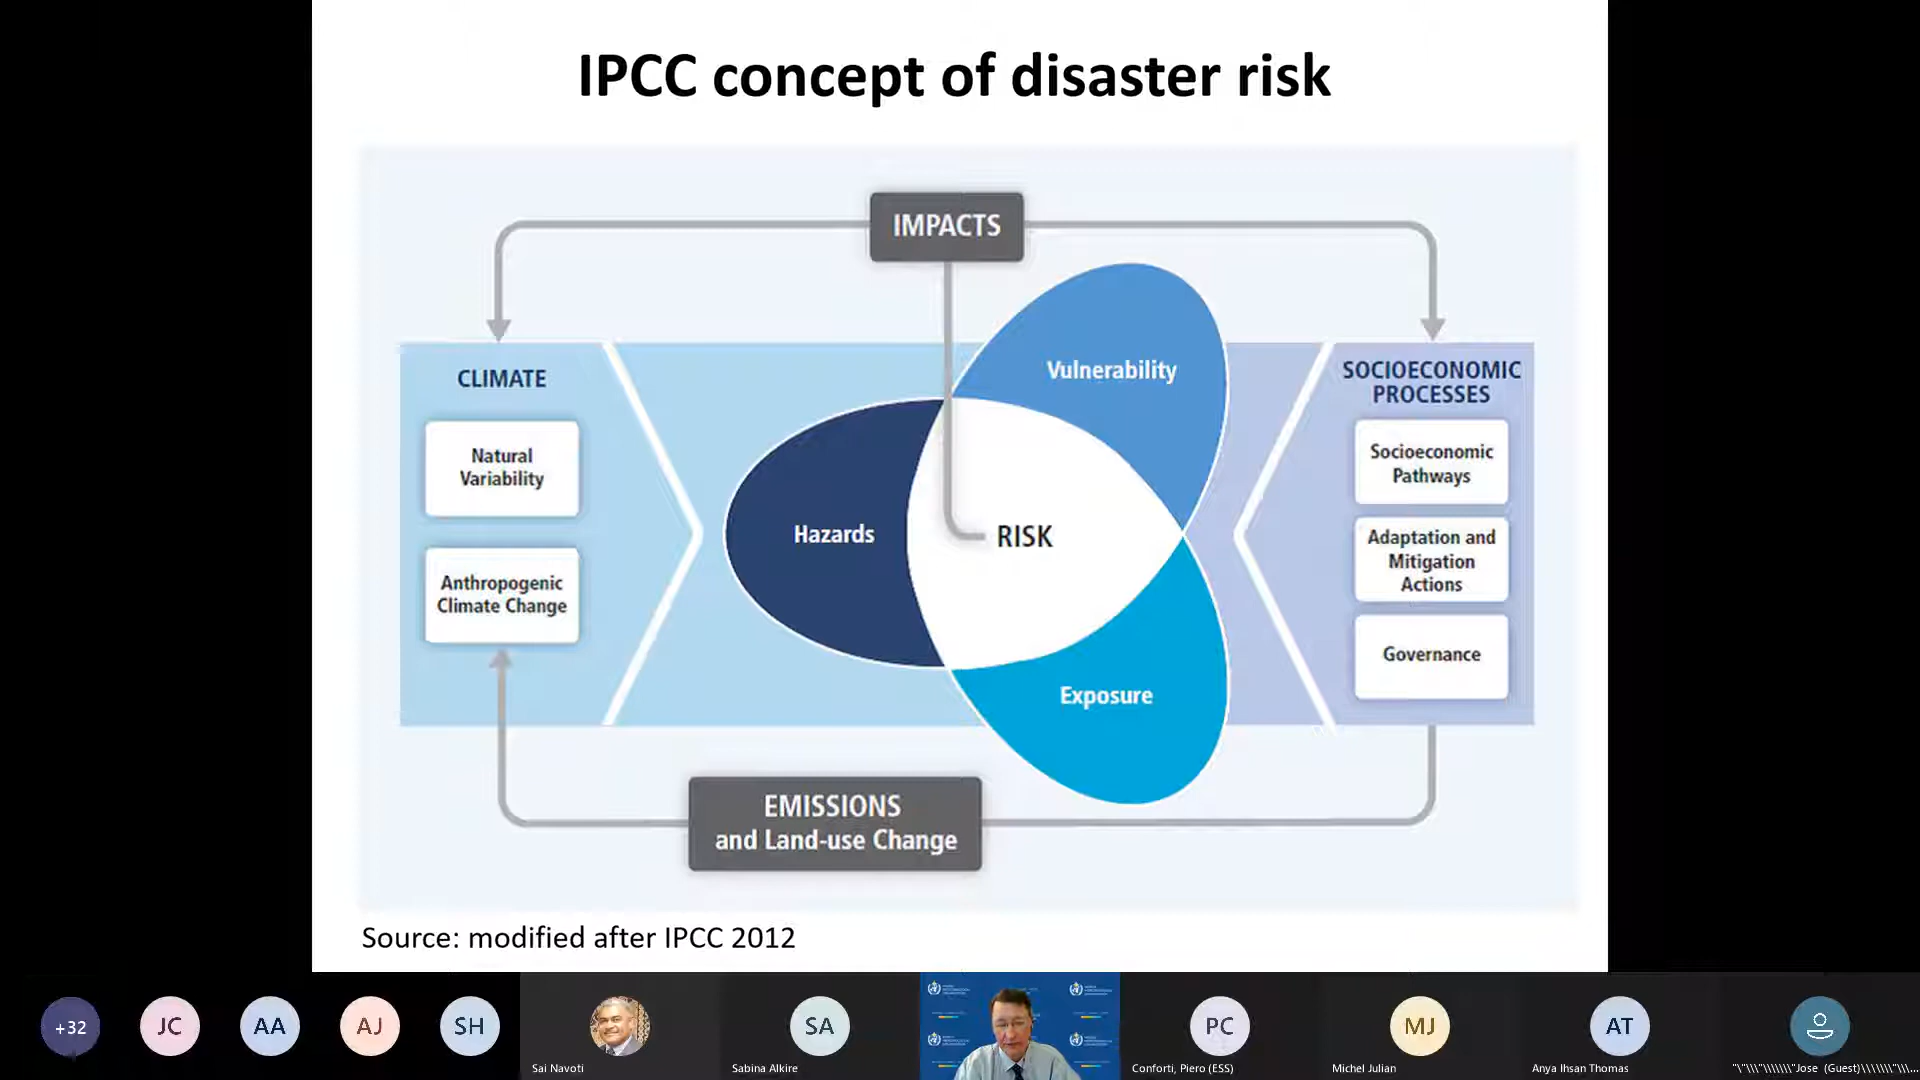 IPCC concept of disaster risk
IMPACTS
CLIMATE
Natural
Variability
Anthropogenic
Climate Change
Vulnerability
Hazards
RISK
Exposure
SOCIOECONOMIC
PROCESSES
Socioeconomic
Pathways
Adaptation and
Mitigation
Actions
Governance
EMISSIONS
and Land-use Change
Source: modified after IPCC 2012
+32
JC
AA
AJ
SH
Sai Navoti
SA
Sabina Alkire
PC
Conforti, Piero (ESS)
MJ
Michel Julian
AT
Anya Ihsan Thomas
"\"\\\"\\\\\\\"Jose (Guest)\\\\\\\"\\...